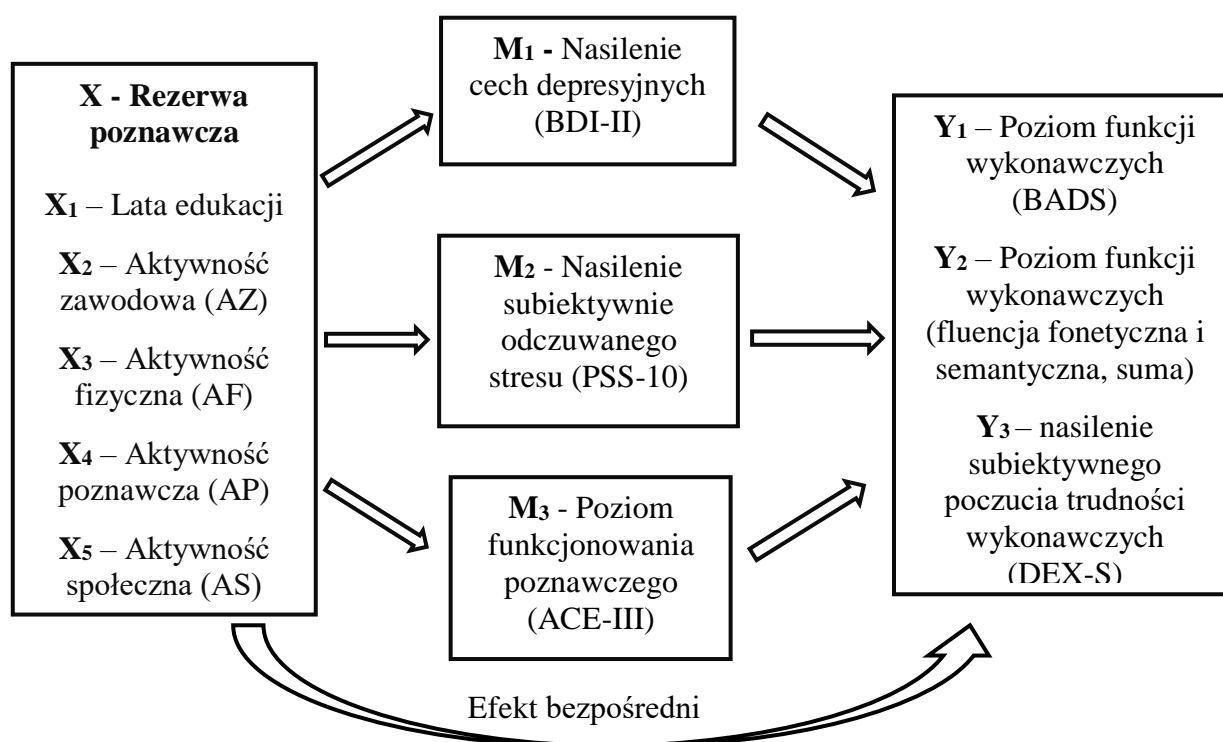 X - Rezerwa
poznawcza
X1 – Lata edukacji
X2 – Aktywność
zawodowa (AZ)
X3 – Aktywność
fizyczna (AF)
X4 – Aktywność
poznawcza (AP)
X5 – Aktywność
społeczna (AS)
M1 - Nasilenie
cech depresyjnych
(BDI-II)
M2 - Nasilenie
subiektywnie
odczuwanego
stresu (PSS-10)
M3 - Poziom
funkcjonowania
poznawczego
(ACE-III)
Y1 – Poziom funkcji
wykonawczych
(BADS)
Y2 – Poziom funkcji
wykonawczych
(fluencja fonetyczna i
semantyczna, suma)
Y3 – nasilenie
subiektywnego
poczucia trudności
wykonawczych
(DEX-S)
Efekt bezpośredni